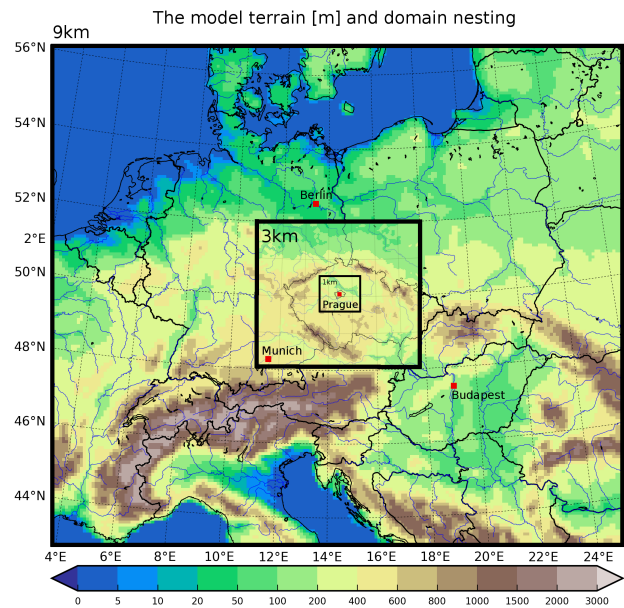 The model terrain [m] and domain nesting
9km
56°N
54°N
52°N
2°E
50°N
48°N
46°N
44°N
Berlin
3km
1km
Prague
Munich
Budapest
4°E 6°E 8°E 10°E 12°E 14°E 16°E 18°E 20°E 22°E 24°E
0 5 10 20 50 100 200 400 600 800 1000 1500 2000 3000